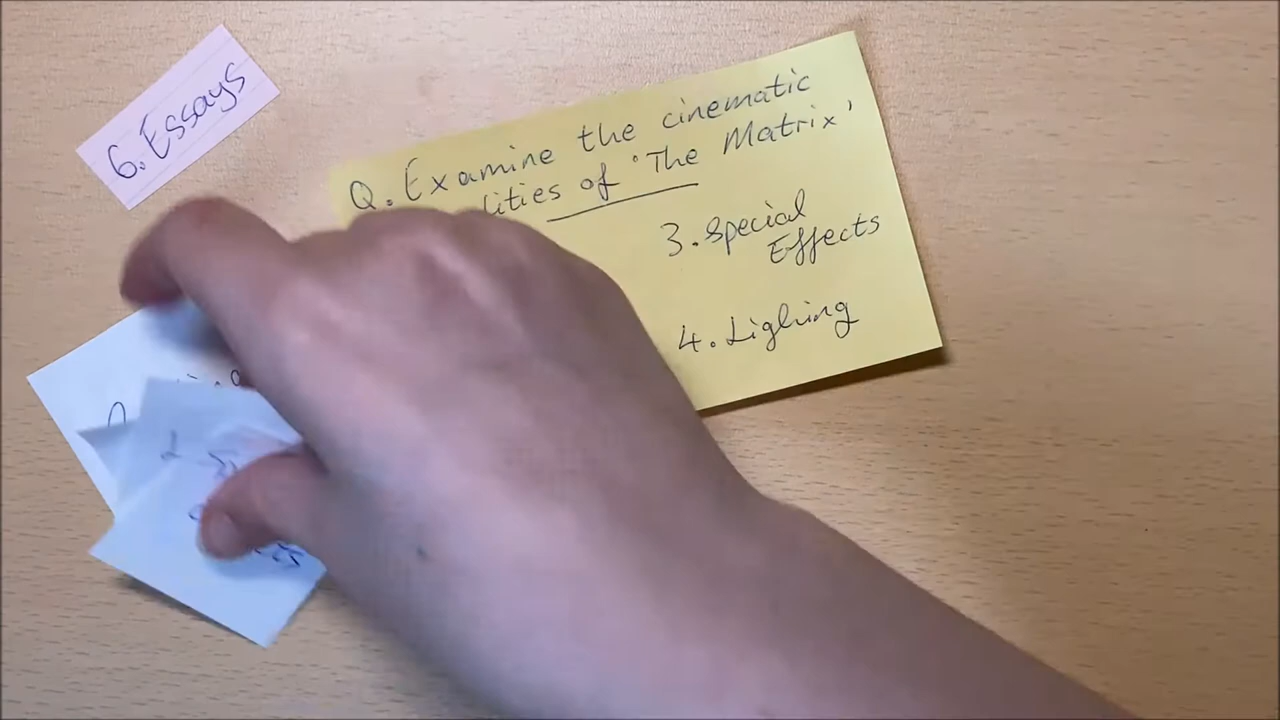 6. Essays
Q. Examine the cinematic
lities of 'The Matrix'
3. Special
Effects
4. Lighing